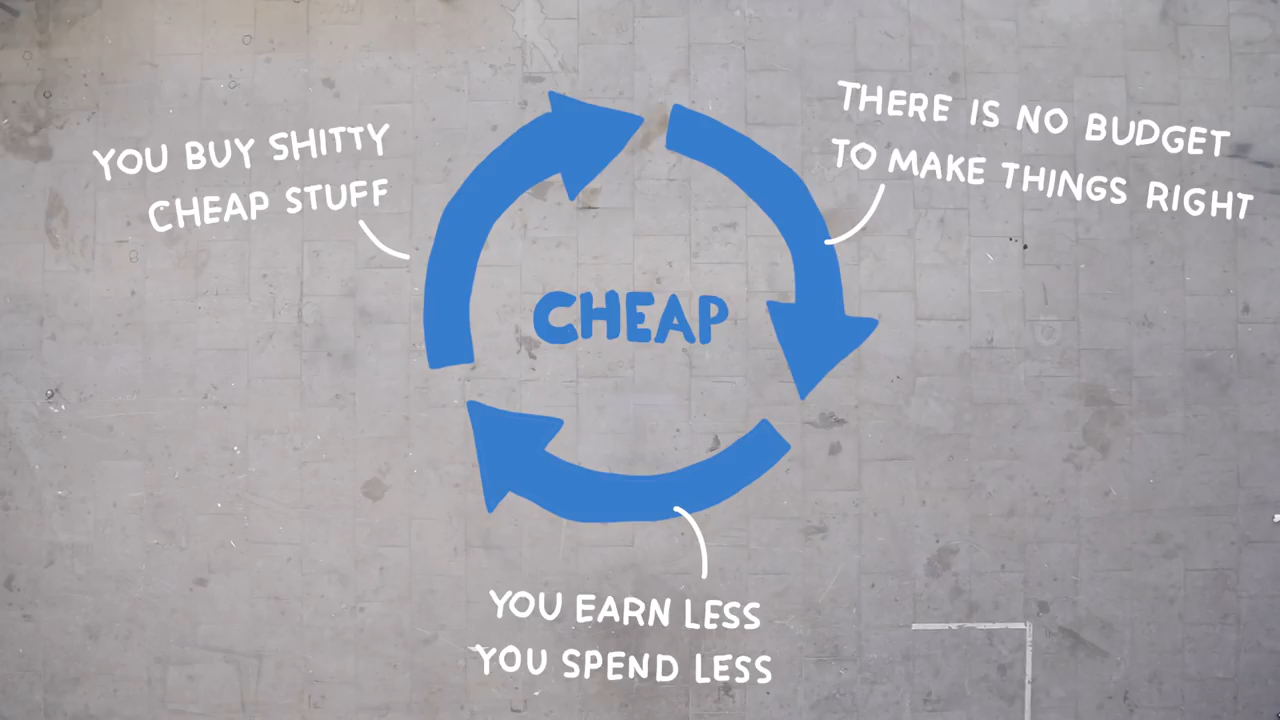 YOU BUY SHITTY
CHEAP STUFF
THERE IS NO BUDGET
TO MAKE THINGS RIGHT
CHEAP
YOU EARN LESS
YOU SPEND LESS